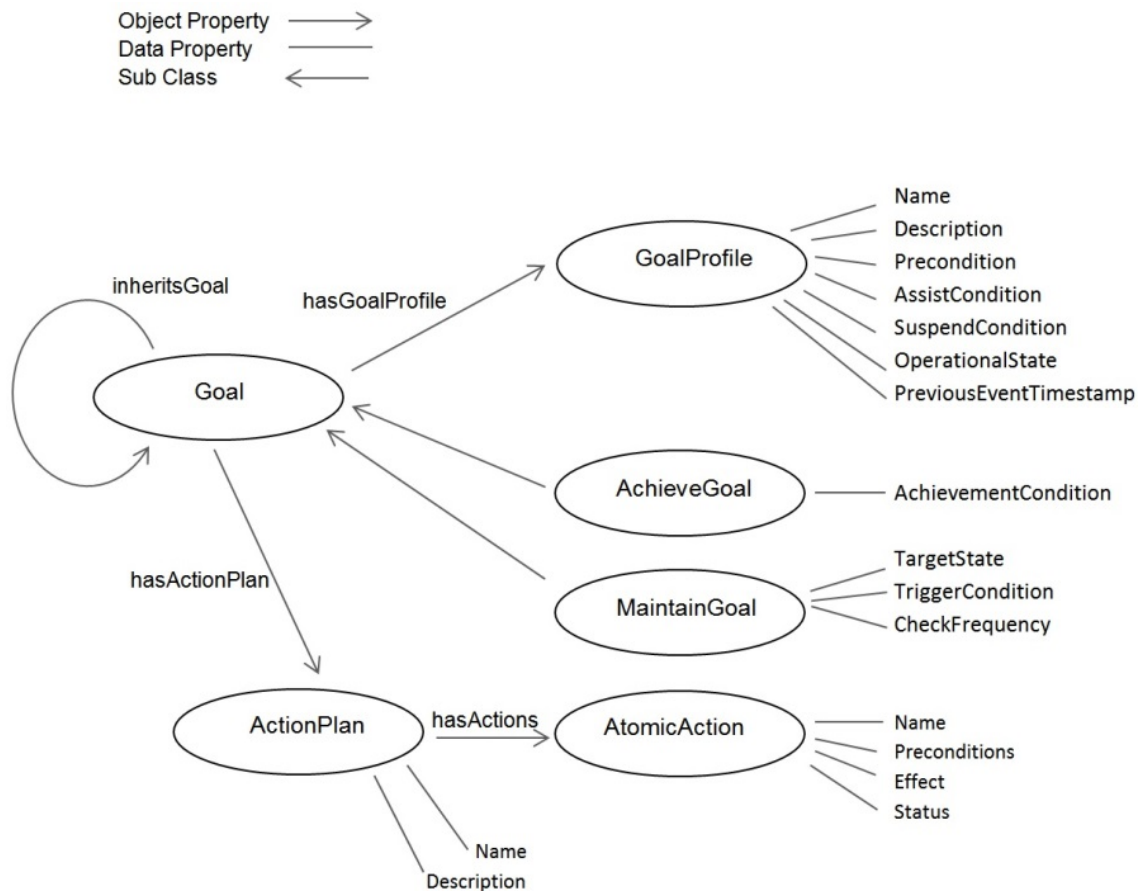 Object Property
Data Property
Sub Class
Name
Description
Precondition
AssistCondition
SuspendCondition
OperationalState
PreviousEventTimestamp
GoalProfile
inheritsGoal
hasGoalProfile
Goal
AchieveGoal
AchievementCondition
hasActionPlan
MaintainGoal
TargetState
TriggerCondition
CheckFrequency
ActionPlan
hasActions
AtomicAction
Name
Preconditions
Effect
Status
Name
Description